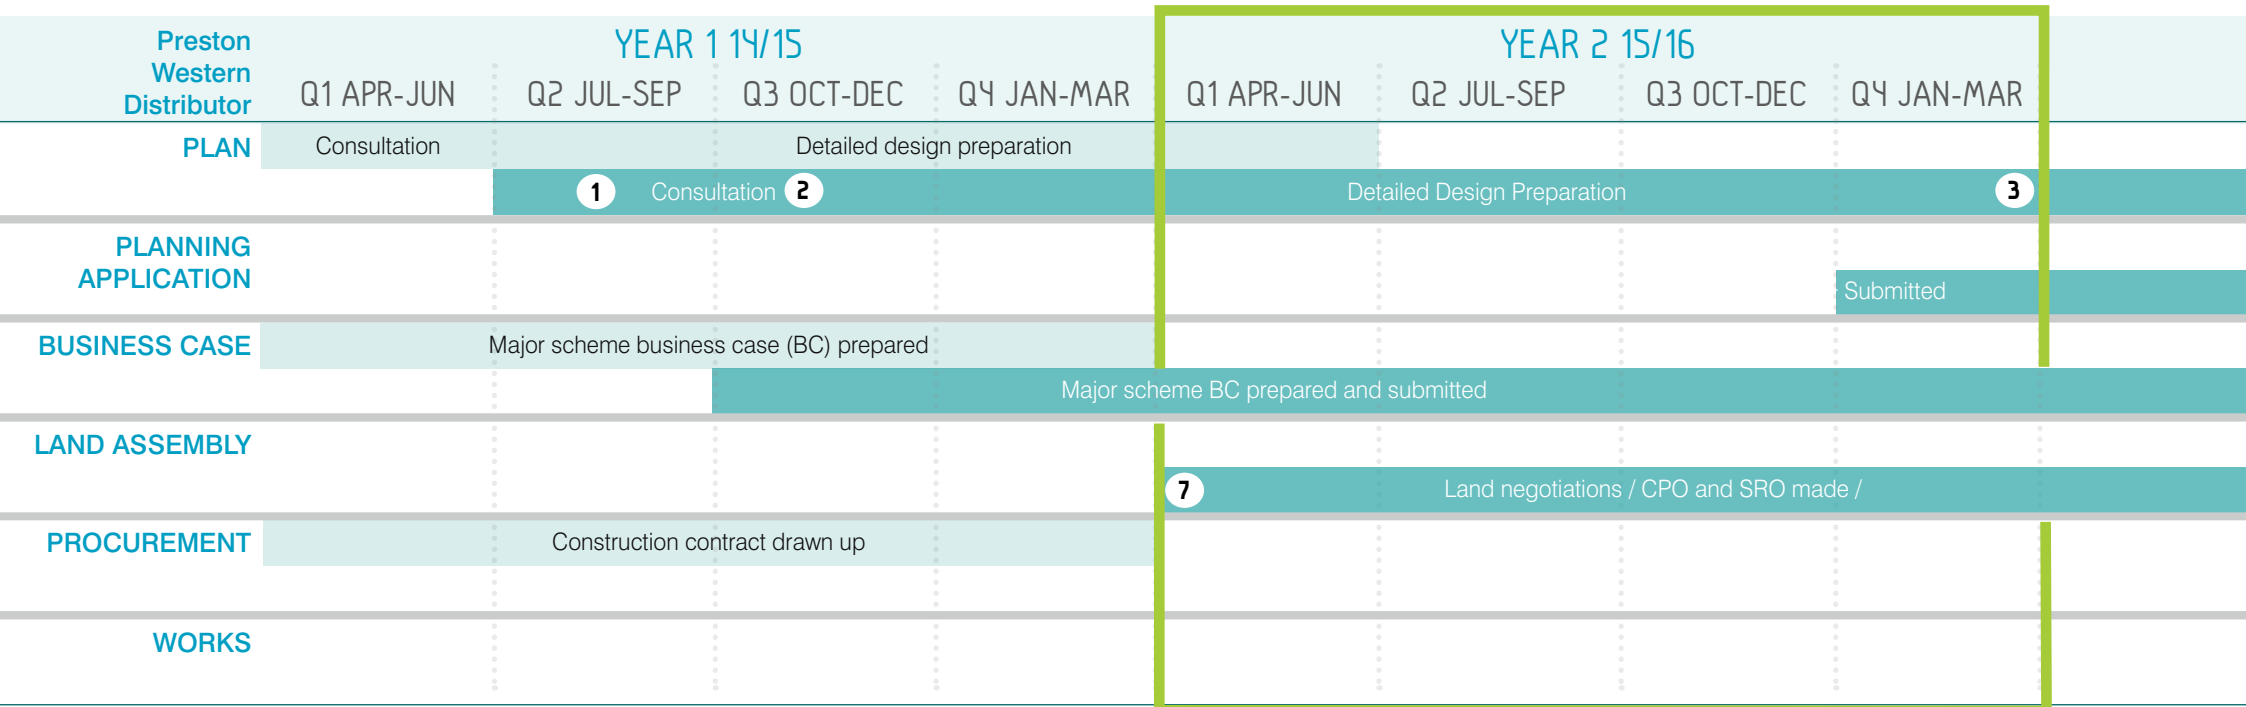 Preston
Western
Distributor
YEAR 1 14/15
YEAR 2 15/16
Q1 APR-JUN
Q2 JUL-SEP
Q3 OCT-DEC
Q4 JAN-MAR
Q1 APR-JUN
Q2 JUL-SEP
Q3 OCT-DEC
Q4 JAN-MAR
PLAN
Consultation
Detailed design preparation
1
Consultation
2
Detailed Design Preparation
3
PLANNING
APPLICATION
Submitted
BUSINESS CASE
Major scheme business case (BC) prepared
Major scheme BC prepared and submitted
LAND ASSEMBLY
7
Land negotiations / CPO and SRO made /
PROCUREMENT
Construction contract drawn up
WORKS